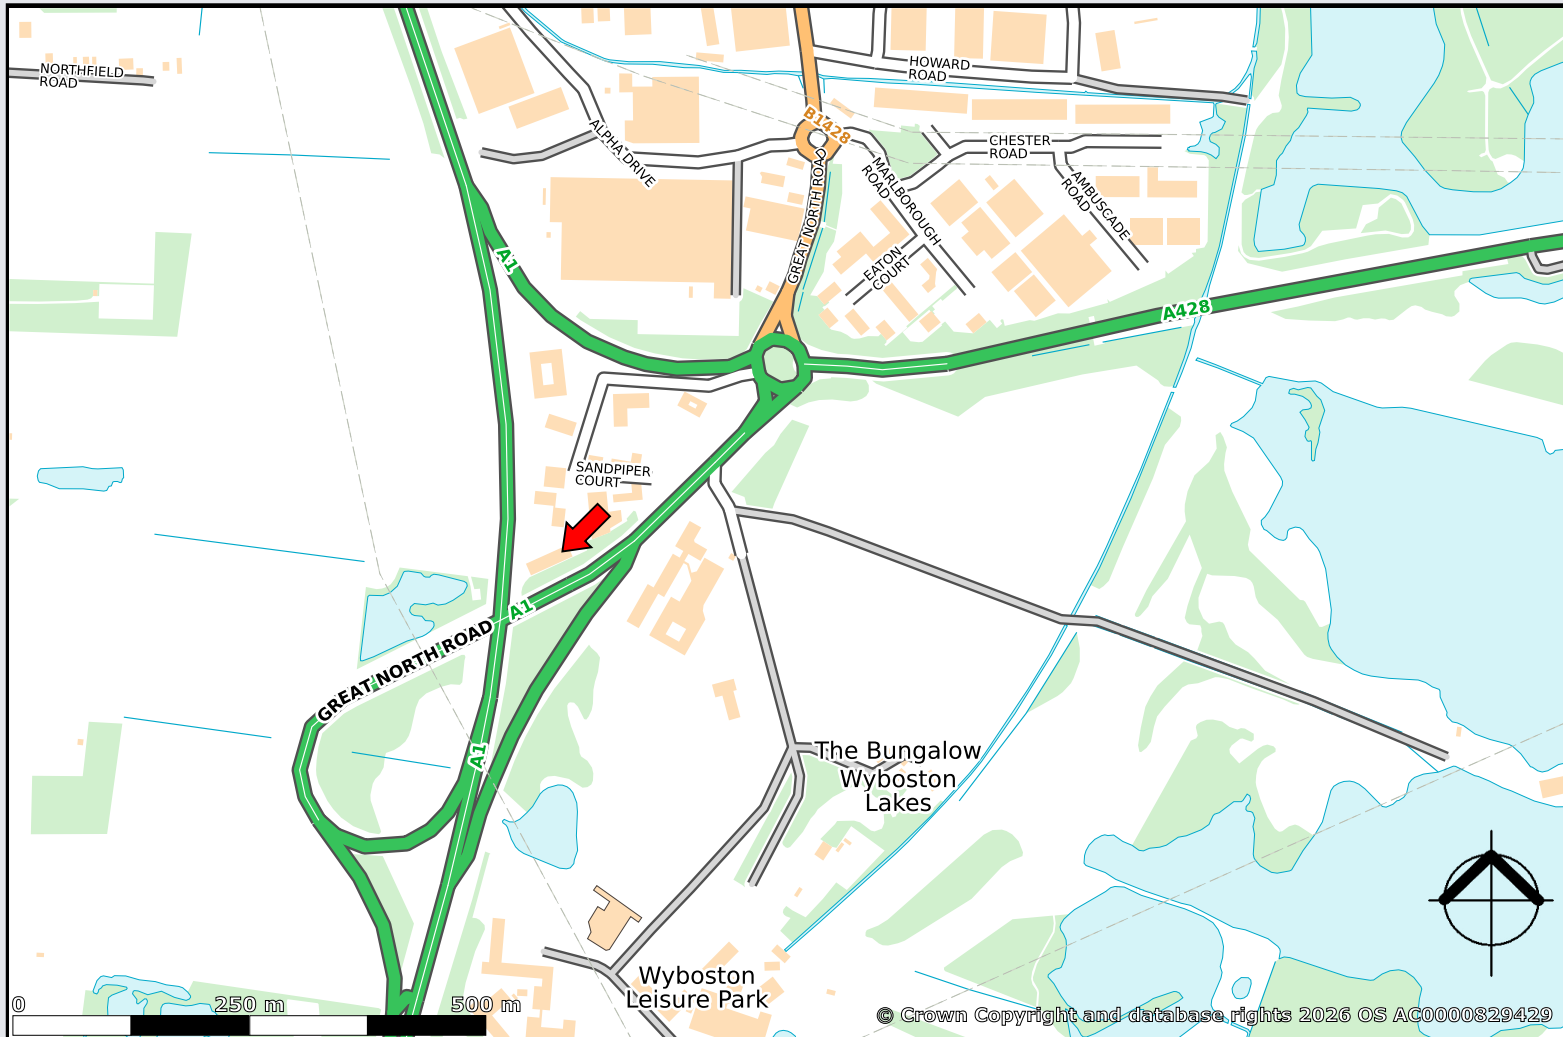 NORTHFIELD
ROAD
HOWARD
ROAD
B1428
ALPHA DRIVE
CHESTER
ROAD
GREAT NORTH ROAD
MARLBOROUGH
ROAD
AMBUSCADE
ROAD
EATON
COURT
A1
A428
SANDPIPER
COURT
A1
GREAT NORTH ROAD
A1
The Bungalow
Wyboston
Lakes
Wyboston
Leisure Park
0 250 m 500 m
© Crown Copyright and database rights 2026 OS AC0000829429